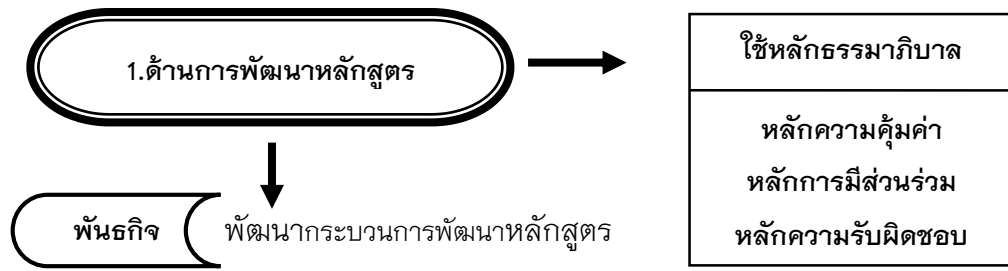 1.ด้านการพัฒนาหลักสูตร
ใช้หลักธรรมาภิบาล
หลักความคุ้มค่า
หลักการมีส่วนร่วม
หลักความรับผิดชอบ
พันธกิจ
พัฒนากระบวนการพัฒนาหลักสูตร